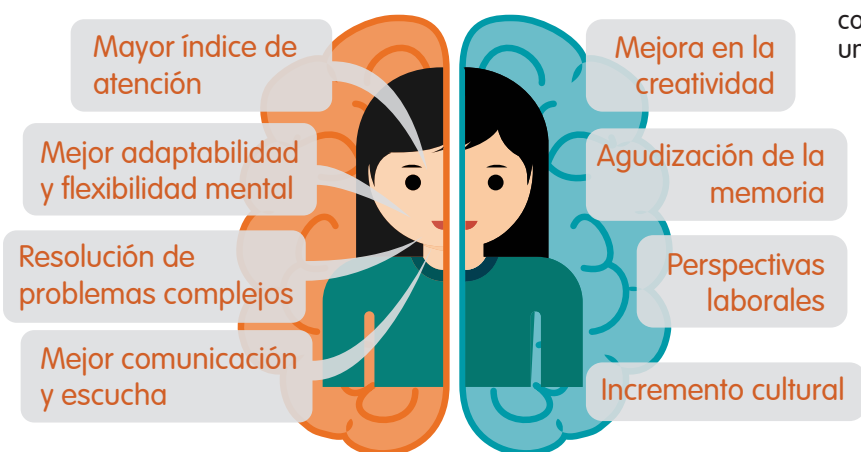 Mayor índice de
atención
Mejor adaptabilidad
y flexibilidad mental
Resolución de
problemas complejos
Mejor comunicación
y escucha
Mejora en la
creatividad
Agudización de la
memoria
Perspectivas
laborales
Incremento cultural